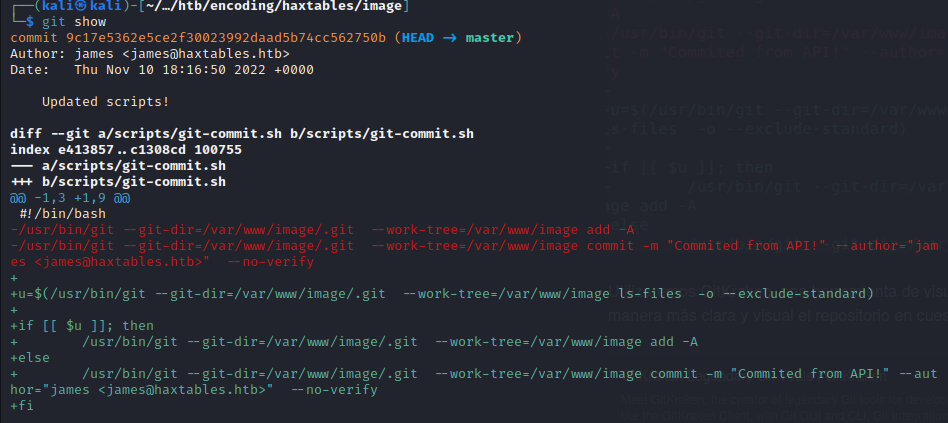 ┌──(kali㉿kali)-[~/…/htb/encoding/haxtables/image]
└─$ git show
commit 9c17e5362e5ce2f30023992daad5b74cc562750b (HEAD -> master)
Author: james <james@haxtables.htb>
Date:   Thu Nov 10 18:16:50 2022 +0000

    Updated scripts!

diff --git a/scripts/git-commit.sh b/scripts/git-commit.sh
index e413857..c1308cd 100755
--- a/scripts/git-commit.sh
+++ b/scripts/git-commit.sh
@@ -1,3 +1,9 @@
 #!/bin/bash
-/usr/bin/git --git-dir=/var/www/image/.git  --work-tree=/var/www/image add -A
-/usr/bin/git --git-dir=/var/www/image/.git  --work-tree=/var/www/image commit -m "Commited from API!" --author="jam
es <james@haxtables.htb>"  --no-verify
+
+u=$(/usr/bin/git --git-dir=/var/www/image/.git  --work-tree=/var/www/image ls-files  -o --exclude-standard)
+
+if [[ $u ]]; then
+        /usr/bin/git --git-dir=/var/www/image/.git  --work-tree=/var/www/image add -A
+else
+        /usr/bin/git --git-dir=/var/www/image/.git  --work-tree=/var/www/image commit -m "Commited from API!" --aut
hor="james <james@haxtables.htb>"  --no-verify
+fi